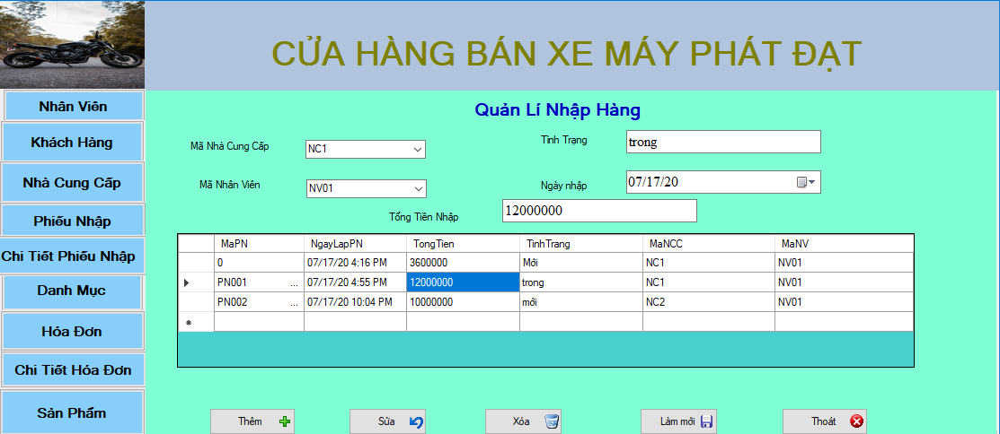 CỬA HÀNG BÁN XE MÁY PHÁT ĐẠT
Nhân Viên
Khách Hàng
Nhà Cung Cấp
Phiếu Nhập
Chi Tiết Phiếu Nhập
Danh Mục
Hóa Đơn
Chi Tiết Hóa Đơn
Sản Phẩm
Quản Lí Nhập Hàng
Mã Nhà Cung Cấp NC1 Tình Trạng trong
Mã Nhân Viên NV01 Ngày nhập 07/17/20
Tổng Tiền Nhập 12000000
MaPN NgayLapPN TongTien TinhTrang MaNCC MaNV
0 07/17/20 4:16 PM 3600000 Mới NC1 NV01
PN001 ... 07/17/20 4:55 PM 12000000 trong NC1 NV01
PN002 ... 07/17/20 10:04 PM 10000000 mới NC2 NV01
Thêm Sửa Xóa Làm mới Thoát